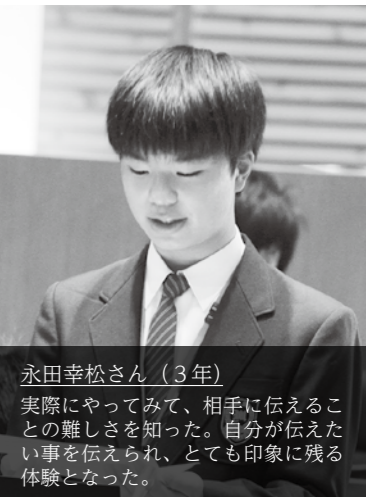 永田幸松さん（３年）
実際にやってみて、相手に伝えるこ
との難しさを知った。自分が伝えた
い事を伝えられ、とても印象に残る
体験となった。